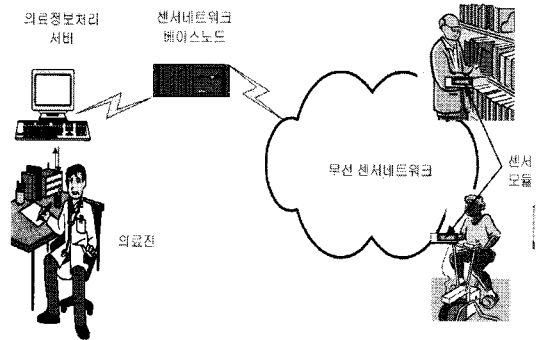 의료정보처리
서버
센서네트워크
베이스노드
무선 센서네트워크
센서
모듈
의료진